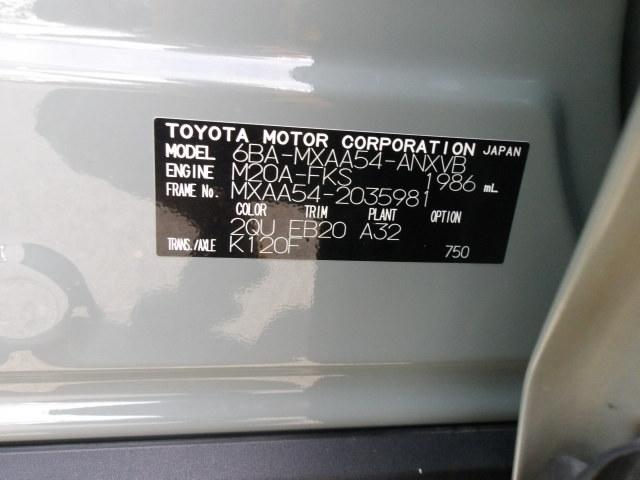 TOYOTA MOTOR CORPORATION JAPAN
MODEL 6BA-MXAA54-ANXVB
ENGINE M20A-FKS 1986 mL
FRAME No. MXAA54-2035981
COLOR TRIM PLANT OPTION
2QU EB20 A32
TRANS./AXLE K120F 750